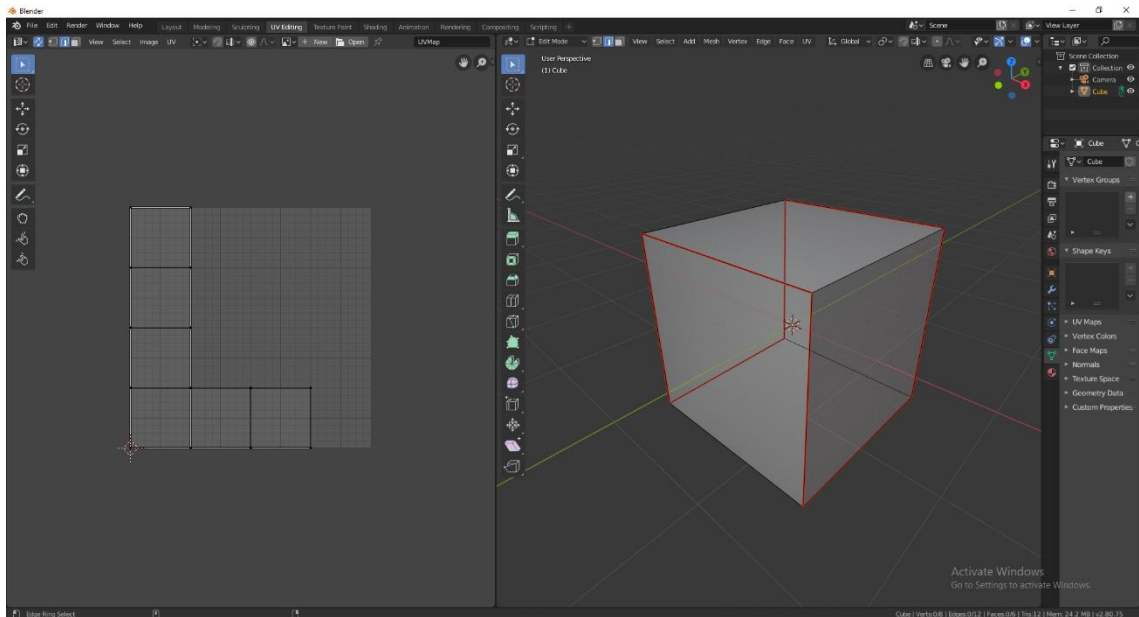 Blender
File Edit Render Window Help Layout Modeling Sculpting UV Editing Texture Paint Shading Animation Rendering Compositing Scripting + Scene View Layer
View Select Image UV + New Open UVMap Edit Mode View Select Add Mesh Vertex Edge Face UV Global
User Perspective
(1) Cube
Scene Collection
Collection
Camera
Cube
Cube
Cube
Vertex Groups
Shape Keys
UV Maps
Vertex Colors
Face Maps
Normals
Texture Space
Geometry Data
Custom Properties
Activate Windows
Go to Settings to activate Windows.
Edge Ring Select Cube | Verts:0/8 | Edges:0/12 | Faces:0/6 | Tris:12 | Mem: 24.2 MB | v2.80.75